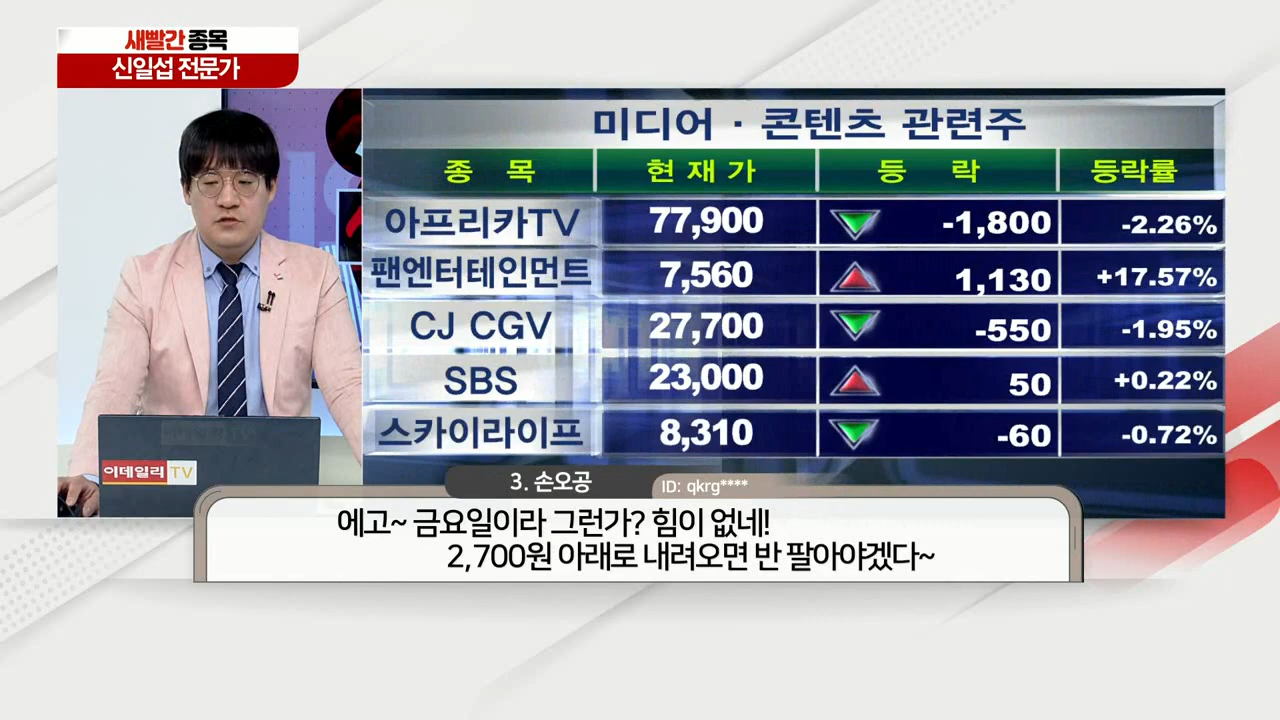 새빨간 종목
신일섭 전문가
미디어 · 콘텐츠 관련주
종 목 현 재 가 등 락 등락률
아프리카TV 77,900 -1,800 -2.26%
팬엔터테인먼트 7,560 1,130 +17.57%
CJ CGV 27,700 -550 -1.95%
SBS 23,000 50 +0.22%
스카이라이프 8,310 -60 -0.72%
이데일리 TV
3. 손오공 ID: qkrg****
에고~ 금요일이라 그런가? 힘이 없네!
2,700원 아래로 내려오면 반 팔아야겠다~